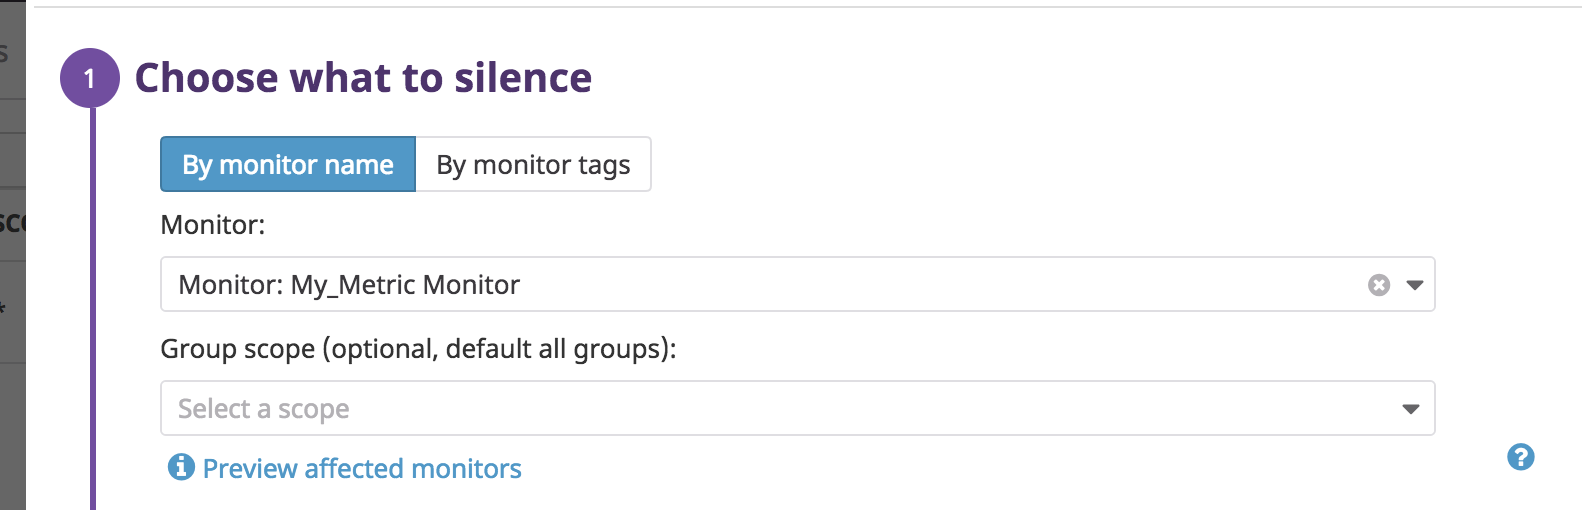 1 Choose what to silence
By monitor name By monitor tags
Monitor:
Monitor: My_Metric Monitor
Group scope (optional, default all groups):
Select a scope
Preview affected monitors
?